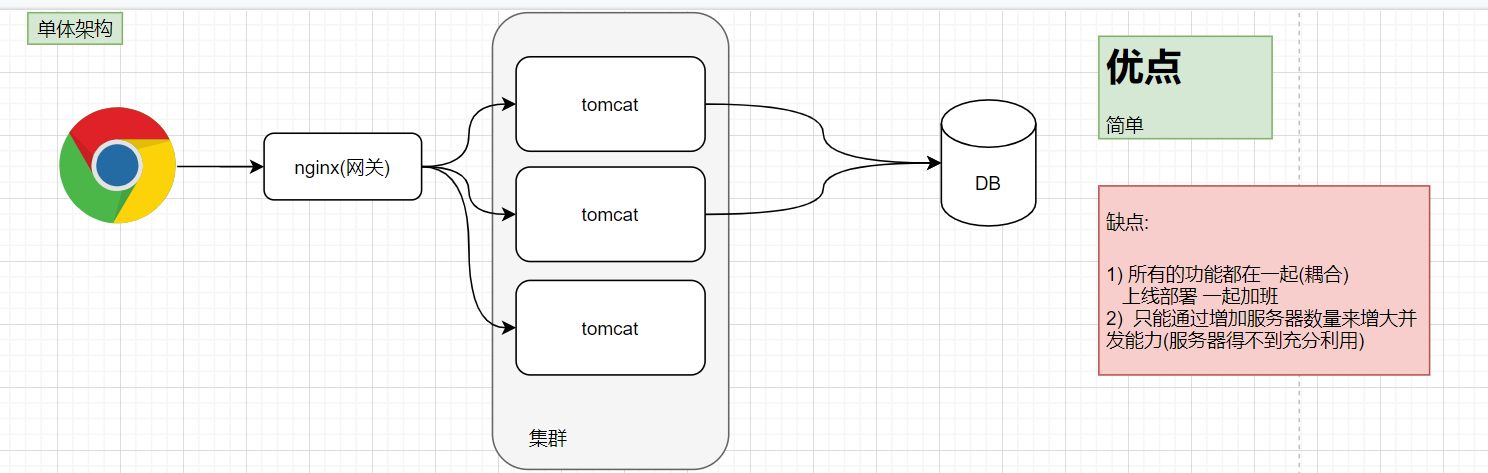 单体架构
nginx(网关)
tomcat
tomcat
tomcat
集群
DB
优点
简单
缺点:
1) 所有的功能都在一起(耦合)
上线部署 一起加班
2)  只能通过增加服务器数量来增大并
发能力(服务器得不到充分利用)